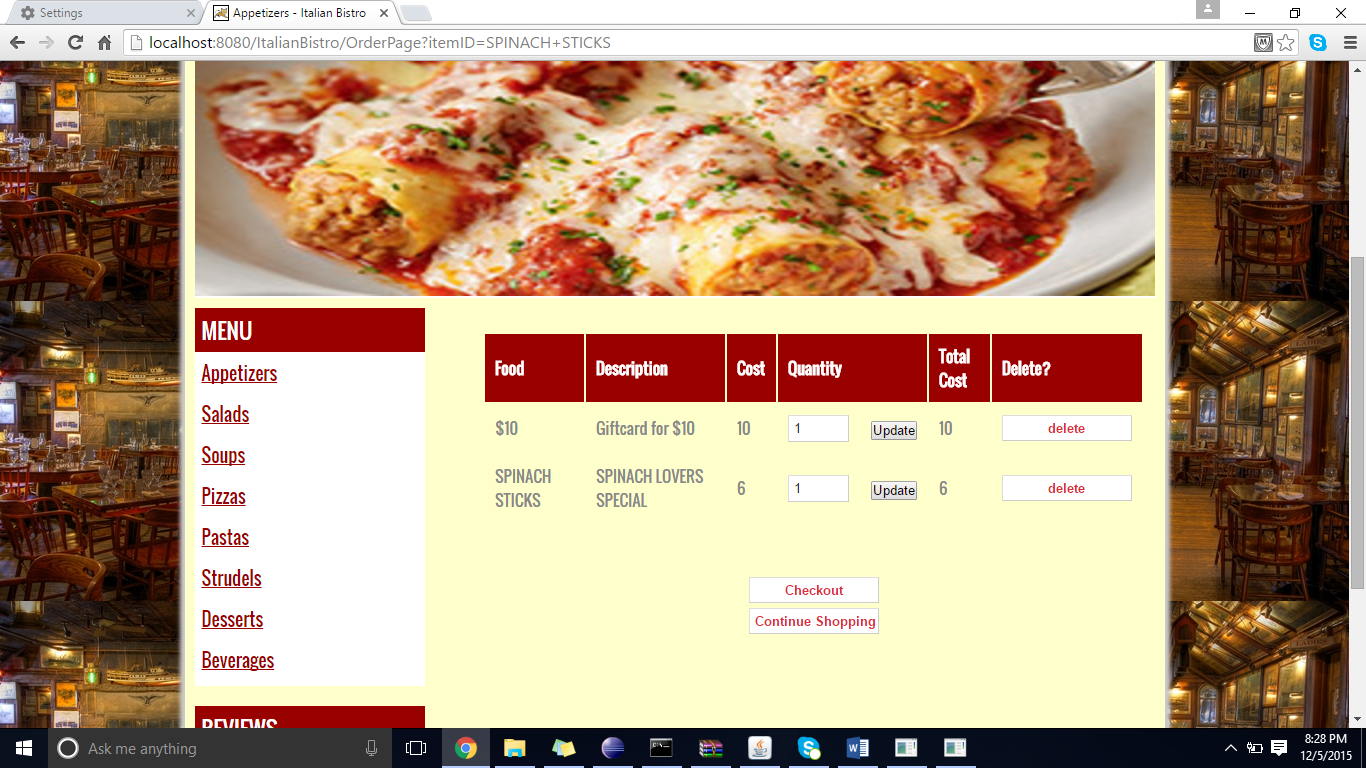 Settings
Appetizers - Italian Bistro
localhost:8080/ItalianBistro/OrderPage?itemID=SPINACH+STICKS
MENU
Appetizers
Salads
Soups
Pizzas
Pastas
Strudels
Desserts
Beverages
REVIEWS
Food Description Cost Quantity Total Cost Delete?
$10 Giftcard for $10 10 1 Update 10 delete
SPINACH STICKS SPINACH LOVERS SPECIAL 6 1 Update 6 delete
Checkout
Continue Shopping
Ask me anything
8:28 PM
12/5/2015